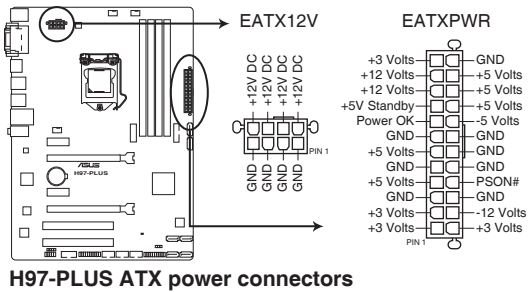 EATX12V
EATXPWR
+12V DC
+12V DC
+12V DC
+12V DC
PIN 1
GND
GND
GND
GND
+3 Volts
GND
+12 Volts
+5 Volts
+12 Volts
+5 Volts
+5V Standby
+5 Volts
Power OK
-5 Volts
GND
GND
+5 Volts
GND
GND
GND
+5 Volts
PSON#
GND
GND
+3 Volts
-12 Volts
+3 Volts
+3 Volts
PIN 1
/SUS
H97-PLUS
H97-PLUS ATX power connectors